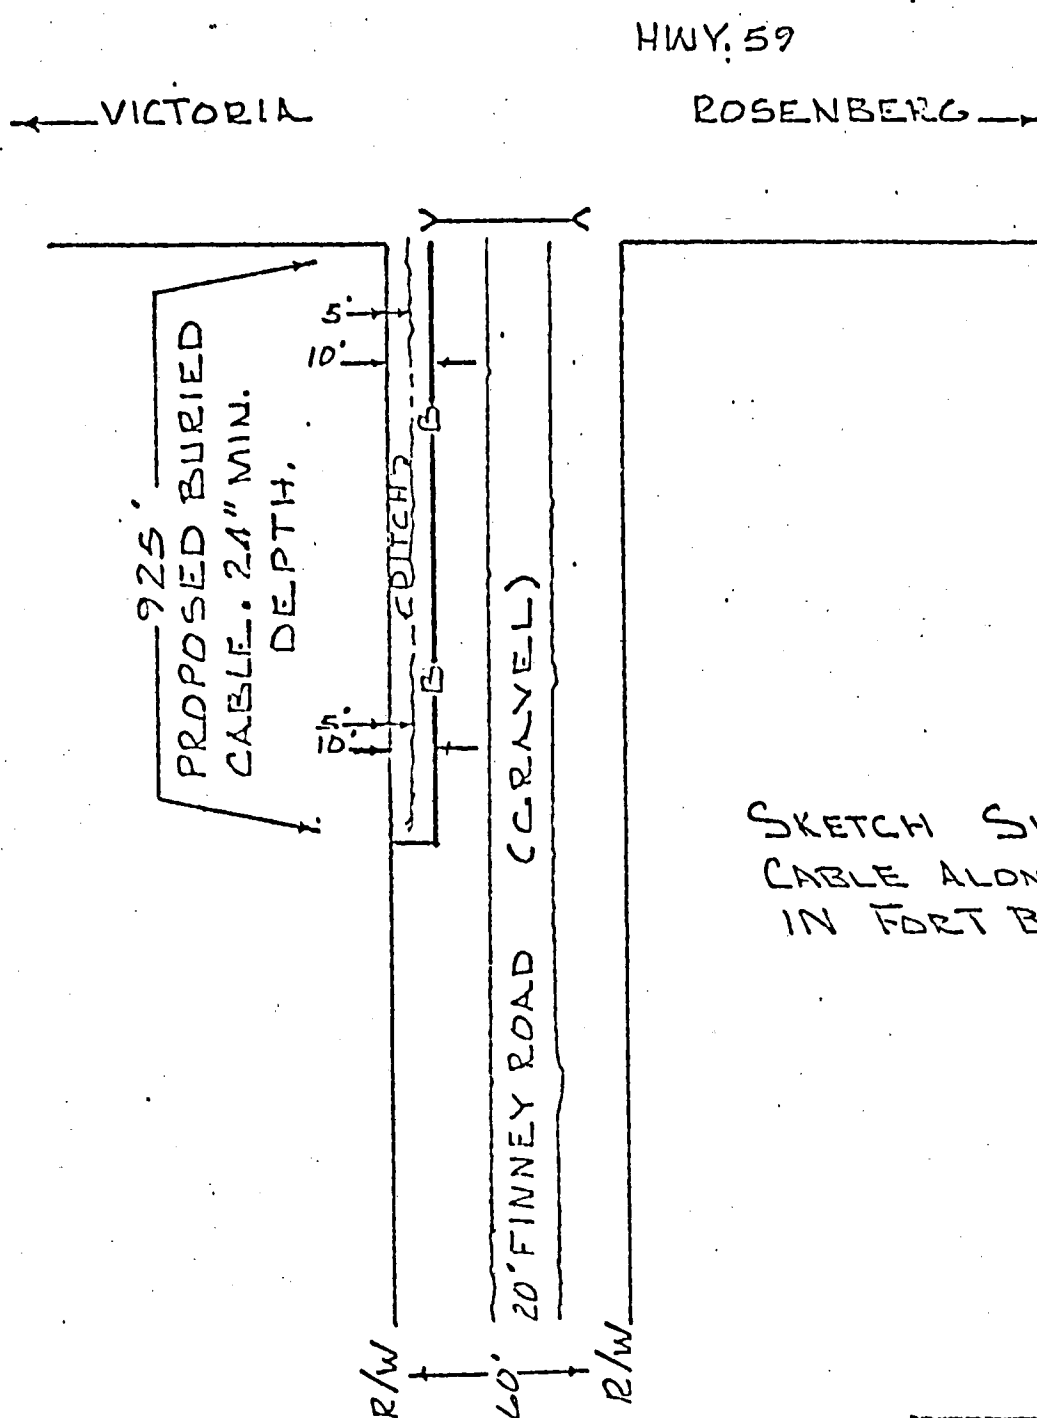 HWY. 59
VICTORIA
ROSENBERG
5'
10'
925'
PROPOSED BURIED
CABLE. 24" MIN.
DEPTH.
B
DITCH
B
5'
10'
20' FINNEY ROAD (GRAVEL)
SKETCH
CABLE
IN FORT B
R/W
60'
R/W